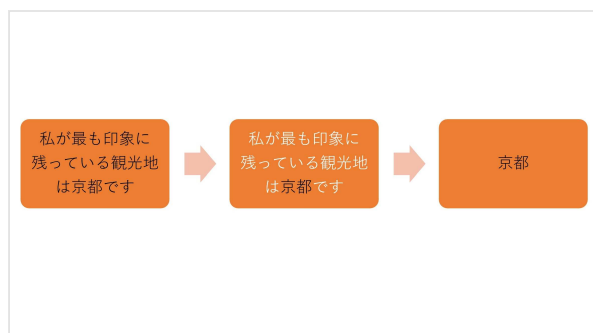 私が最も印象に
残っている観光地
は京都です
私が最も印象に
残っている観光地
は京都です
京都